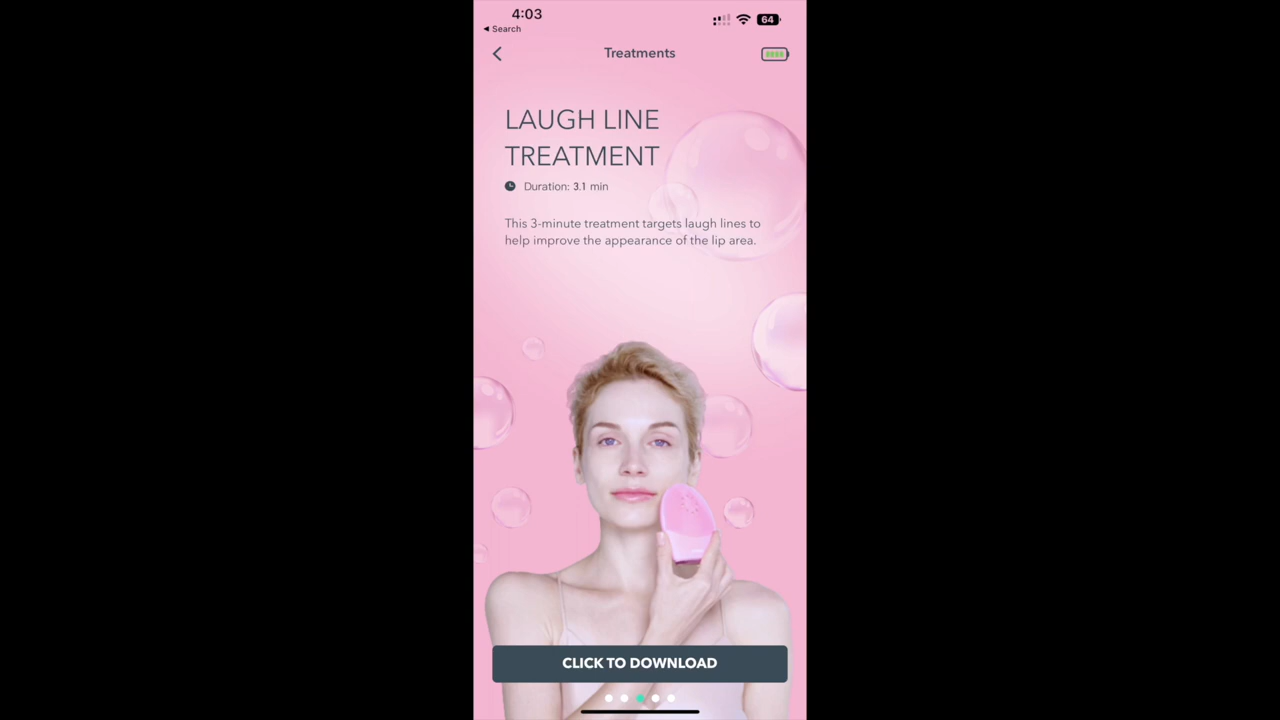 4:03
64
◀ Search
Treatments
LAUGH LINE
TREATMENT
Duration: 3.1 min
This 3-minute treatment targets laugh lines to
help improve the appearance of the lip area.
CLICK TO DOWNLOAD